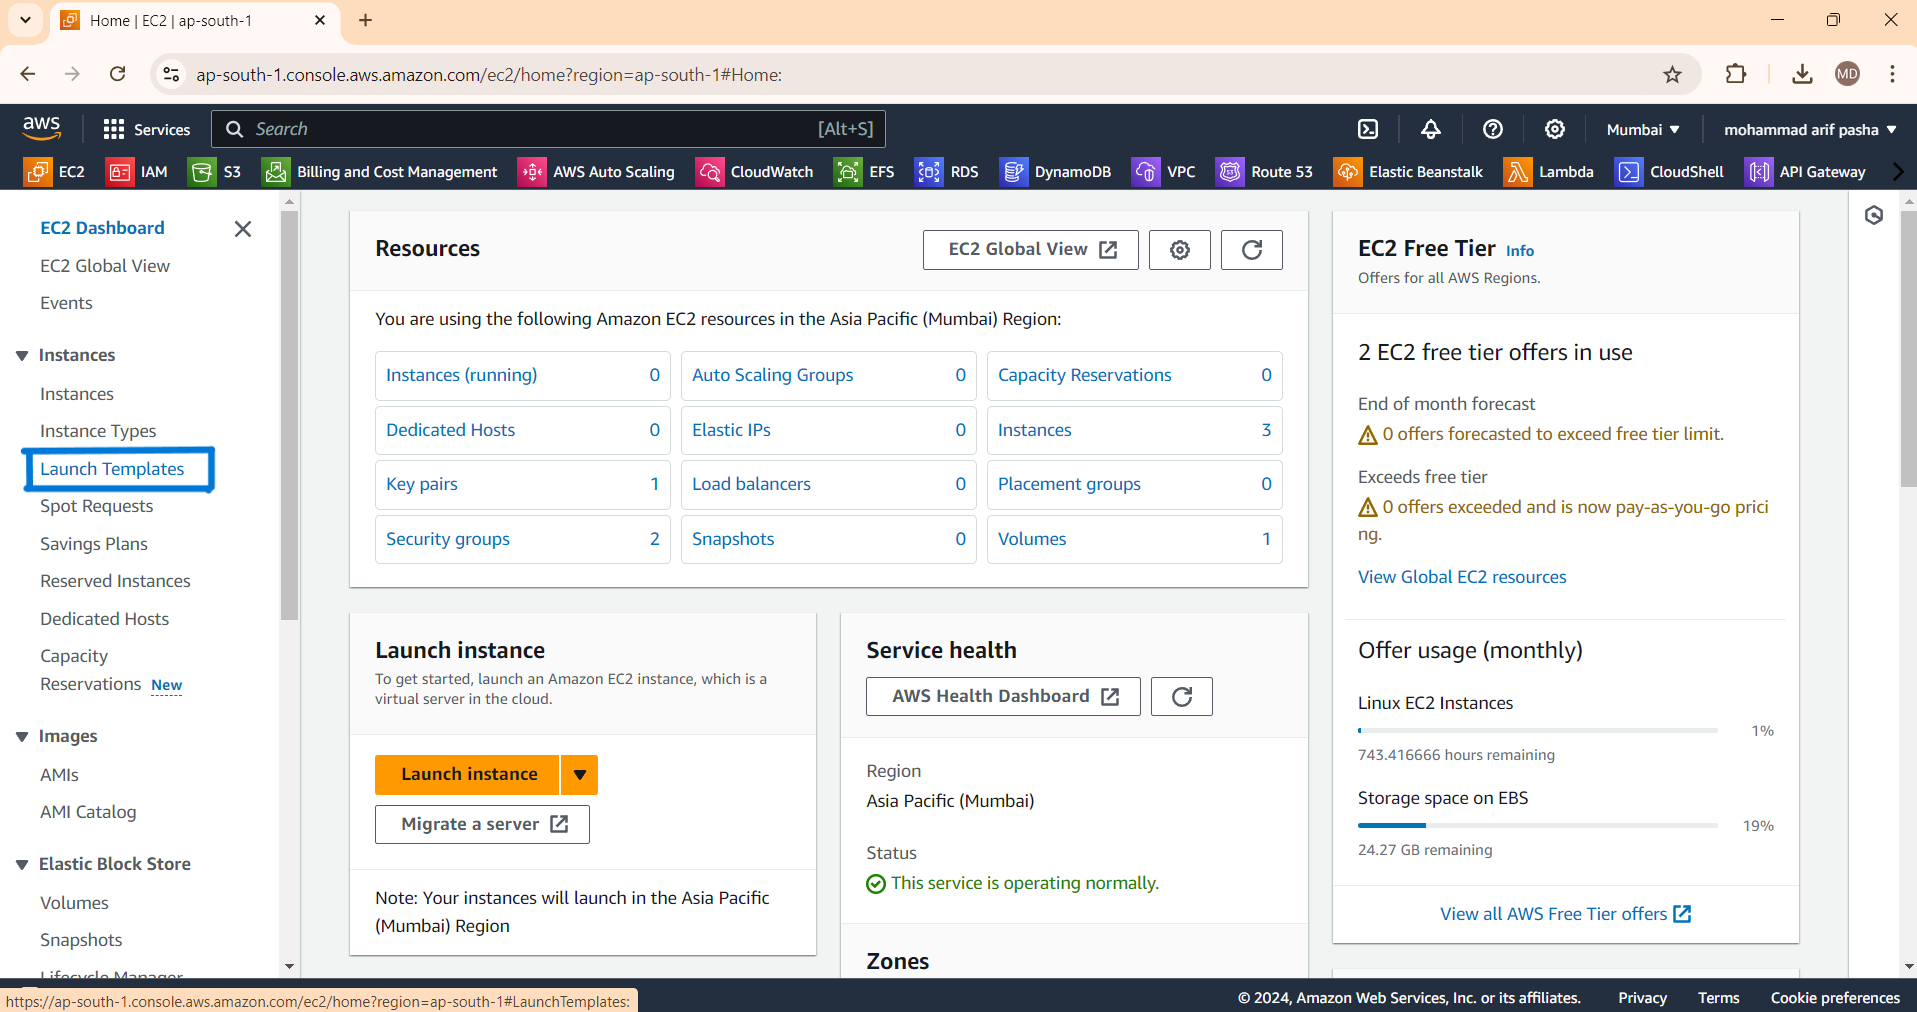 Home | EC2 | ap-south-1
ap-south-1.console.aws.amazon.com/ec2/home?region=ap-south-1#Home:
MD
aws
Services
Search
[Alt+S]
Mumbai
mohammad arif pasha
EC2
IAM
S3
Billing and Cost Management
AWS Auto Scaling
CloudWatch
EFS
RDS
DynamoDB
VPC
Route 53
Elastic Beanstalk
Lambda
CloudShell
API Gateway
EC2 Dashboard
EC2 Global View
Events
Instances
Instances
Instance Types
Launch Templates
Spot Requests
Savings Plans
Reserved Instances
Dedicated Hosts
Capacity
Reservations New
Images
AMIs
AMI Catalog
Elastic Block Store
Volumes
Snapshots
Lifecycle Manager
Resources
EC2 Global View
You are using the following Amazon EC2 resources in the Asia Pacific (Mumbai) Region:
Instances (running) 0
Auto Scaling Groups 0
Capacity Reservations 0
Dedicated Hosts 0
Elastic IPs 0
Instances 3
Key pairs 1
Load balancers 0
Placement groups 0
Security groups 2
Snapshots 0
Volumes 1
Launch instance
To get started, launch an Amazon EC2 instance, which is a
virtual server in the cloud.
Launch instance
Migrate a server
Note: Your instances will launch in the Asia Pacific
(Mumbai) Region
Service health
AWS Health Dashboard
Region
Asia Pacific (Mumbai)
Status
This service is operating normally.
Zones
EC2 Free Tier Info
Offers for all AWS Regions.
2 EC2 free tier offers in use
End of month forecast
0 offers forecasted to exceed free tier limit.
Exceeds free tier
0 offers exceeded and is now pay-as-you-go prici
ng.
View Global EC2 resources
Offer usage (monthly)
Linux EC2 Instances
1%
743.416666 hours remaining
Storage space on EBS
19%
24.27 GB remaining
View all AWS Free Tier offers
https://ap-south-1.console.aws.amazon.com/ec2/home?region=ap-south-1#LaunchTemplates:
© 2024, Amazon Web Services, Inc. or its affiliates.
Privacy
Terms
Cookie preferences